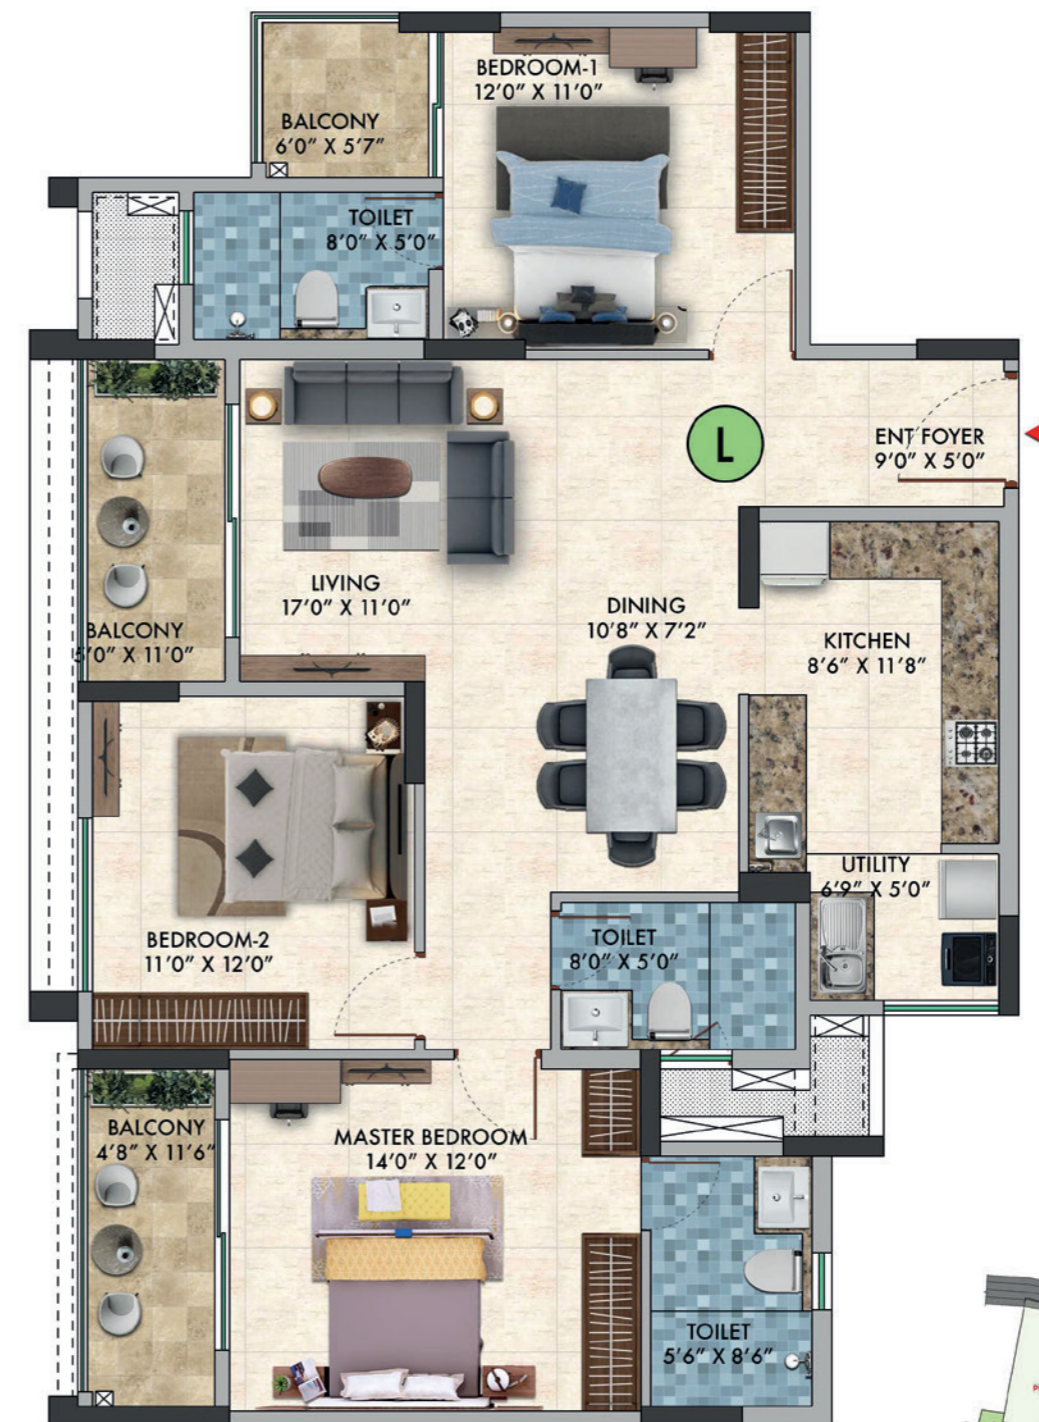 BEDROOM-1
12'0" X 11'0"
BALCONY
6'0" X 5'7"
TOILET
8'0" X 5'0"
L
ENT FOYER
9'0" X 5'0"
LIVING
17'0" X 11'0"
DINING
10'8" X 7'2"
BALCONY
5'0" X 11'0"
KITCHEN
8'6" X 11'8"
UTILITY
6'9" X 5'0"
BEDROOM-2
11'0" X 12'0"
TOILET
8'0" X 5'0"
BALCONY
4'8" X 11'6"
MASTER BEDROOM
14'0" X 12'0"
TOILET
5'6" X 8'6"